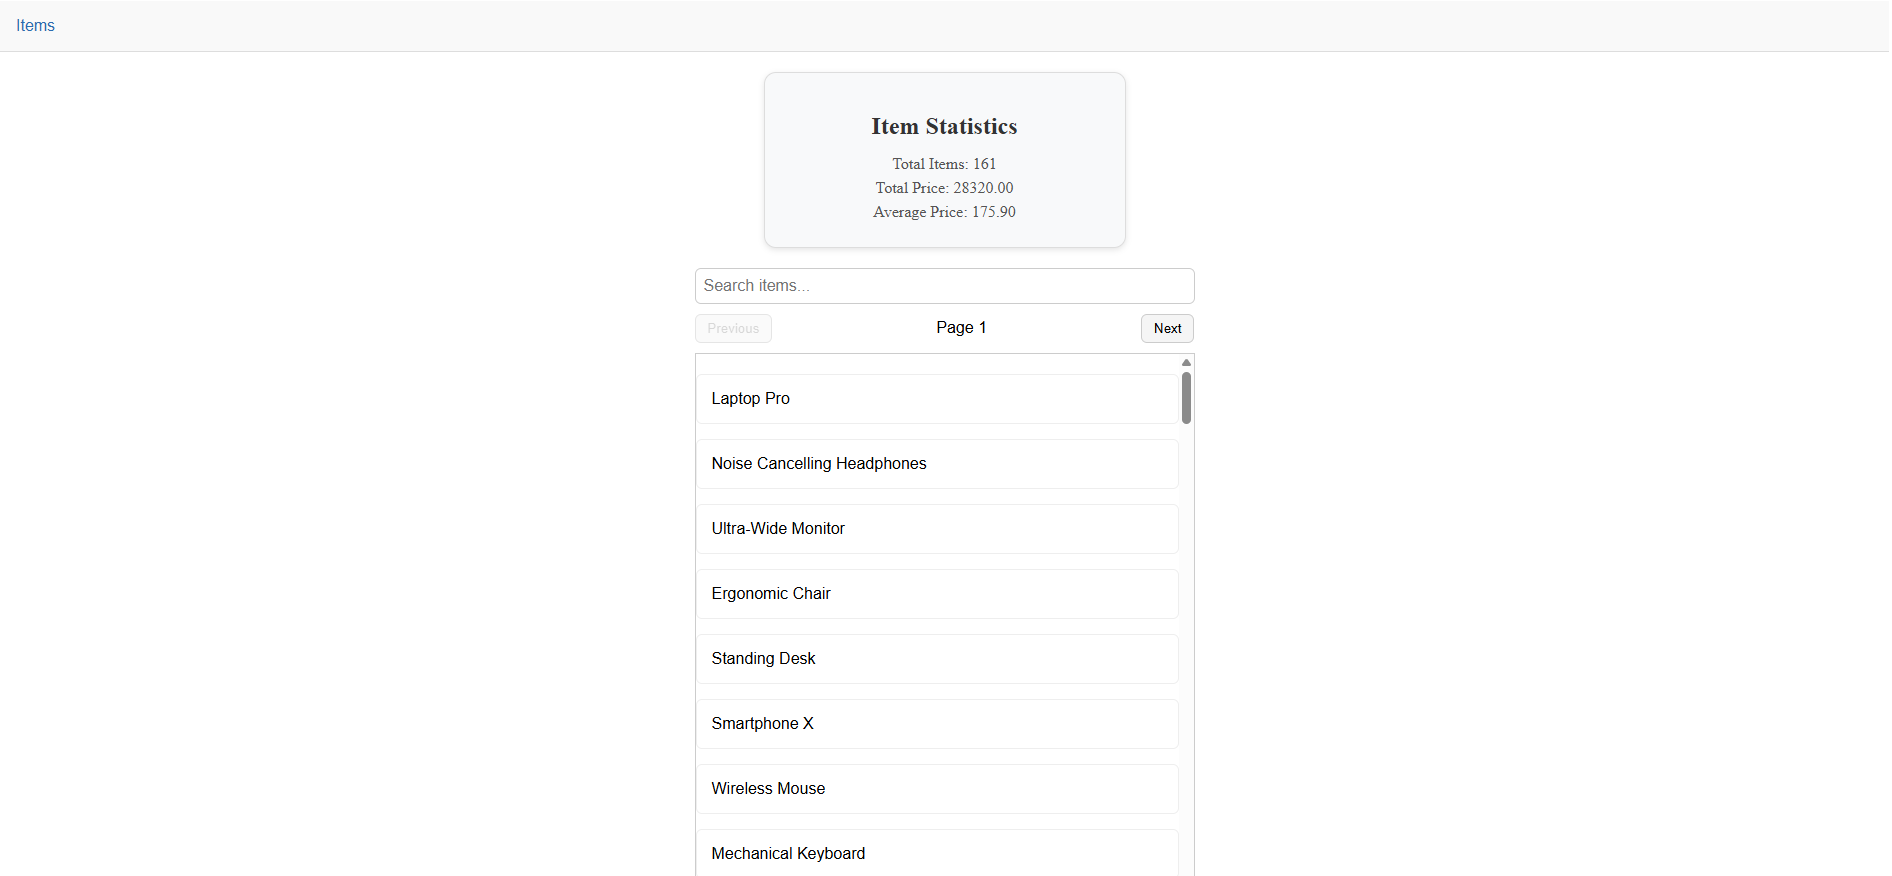 Items
Item Statistics
Total Items: 161
Total Price: 28320.00
Average Price: 175.90
Search items...
Previous
Page 1
Next
Laptop Pro
Noise Cancelling Headphones
Ultra-Wide Monitor
Ergonomic Chair
Standing Desk
Smartphone X
Wireless Mouse
Mechanical Keyboard